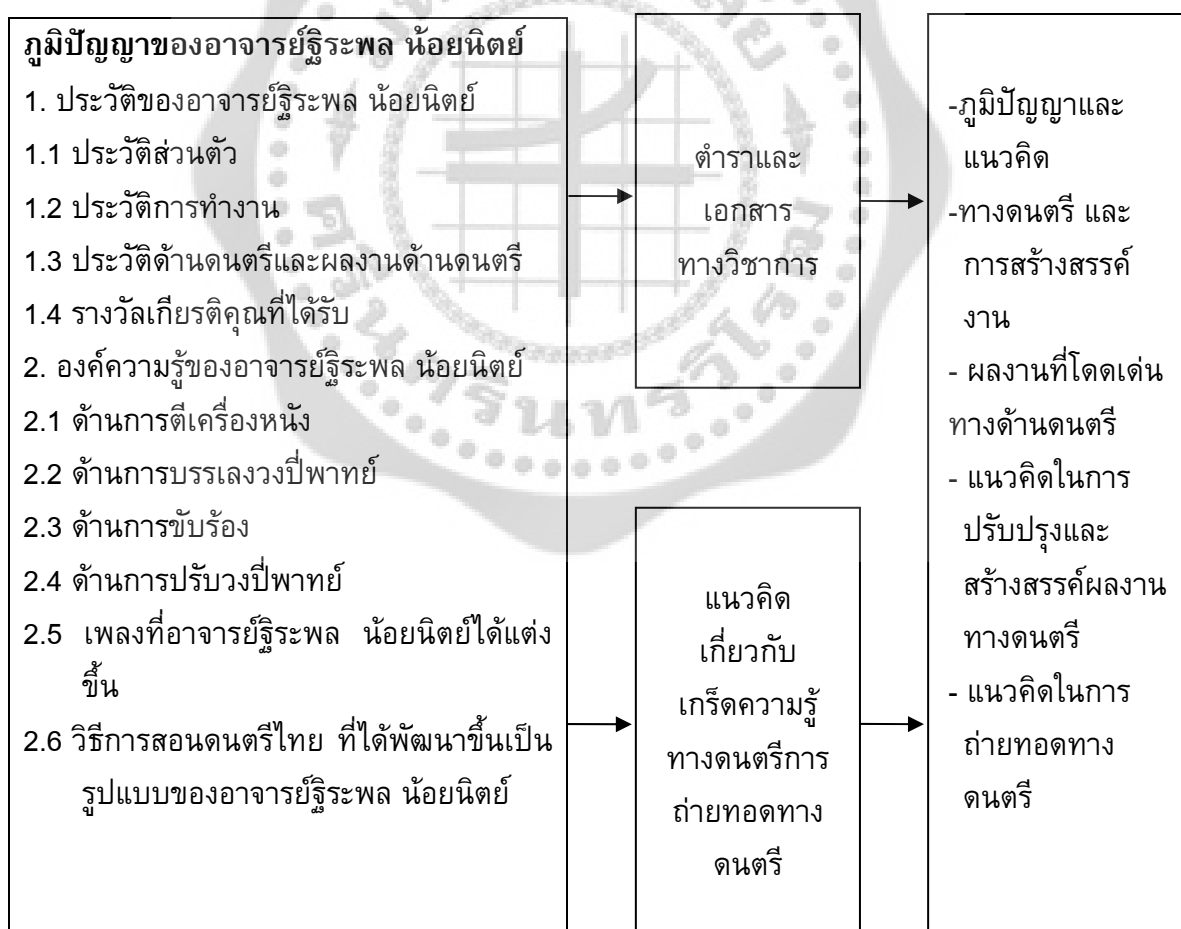 ภูมิปัญญาของอาจารย์ฐิระพล น้อยนิตย์
1. ประวัติของอาจารย์ฐิระพล น้อยนิตย์
1.1 ประวัติส่วนตัว
1.2 ประวัติการทำงาน
1.3 ประวัติด้านดนตรีและผลงานด้านดนตรี
1.4 รางวัลเกียรติคุณที่ได้รับ
2. องค์ความรู้ของอาจารย์ฐิระพล น้อยนิตย์
2.1 ด้านการตีเครื่องหนัง
2.2 ด้านการบรรเลงวงปี่พาทย์
2.3 ด้านการขับร้อง
2.4 ด้านการปรับวงปี่พาทย์
2.5 เพลงที่อาจารย์ฐิระพล น้อยนิตย์ได้แต่ง
ขึ้น
2.6 วิธีการสอนดนตรีไทย ที่ได้พัฒนาขึ้นเป็น
รูปแบบของอาจารย์ฐิระพล น้อยนิตย์
ตำราและ
เอกสาร
ทางวิชาการ
แนวคิด
เกี่ยวกับ
เกร็ดความรู้
ทางดนตรีการ
ถ่ายทอดทาง
ดนตรี
-ภูมิปัญญาและ
แนวคิด
-ทางดนตรี และ
การสร้างสรรค์
งาน
- ผลงานที่โดดเด่น
ทางด้านดนตรี
- แนวคิดในการ
ปรับปรุงและ
สร้างสรรค์ผลงาน
ทางดนตรี
- แนวคิดในการ
ถ่ายทอดทาง
ดนตรี